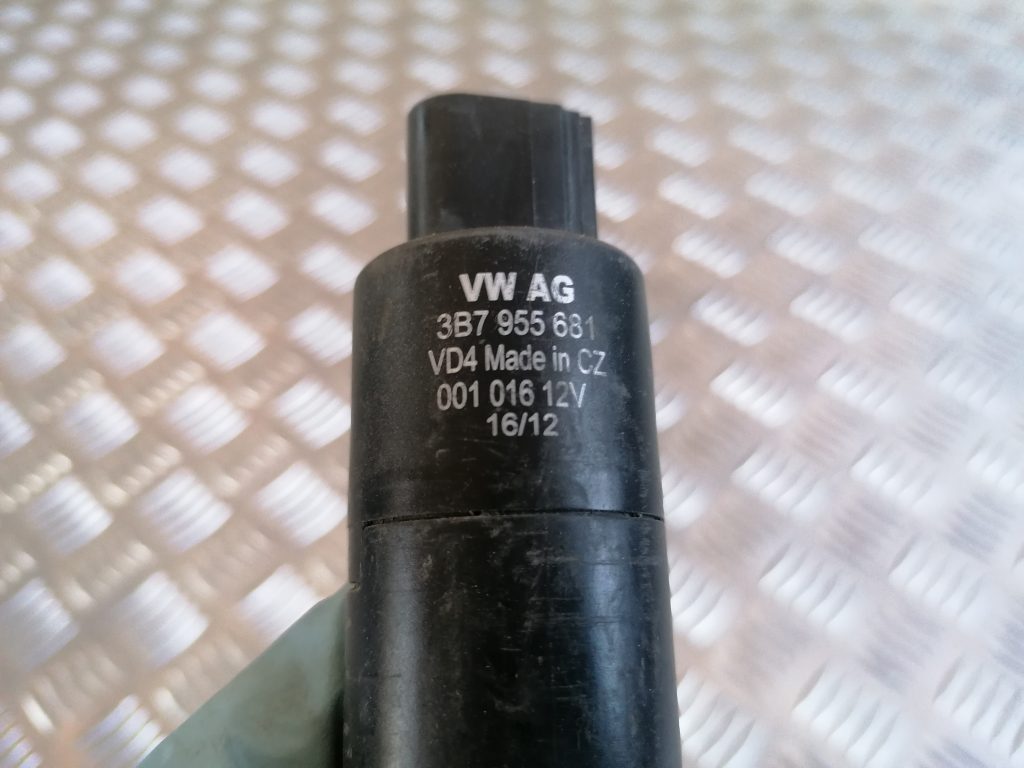 VW AG
3B7 955 681
VD4 Made in CZ
001 016 12V
16/12